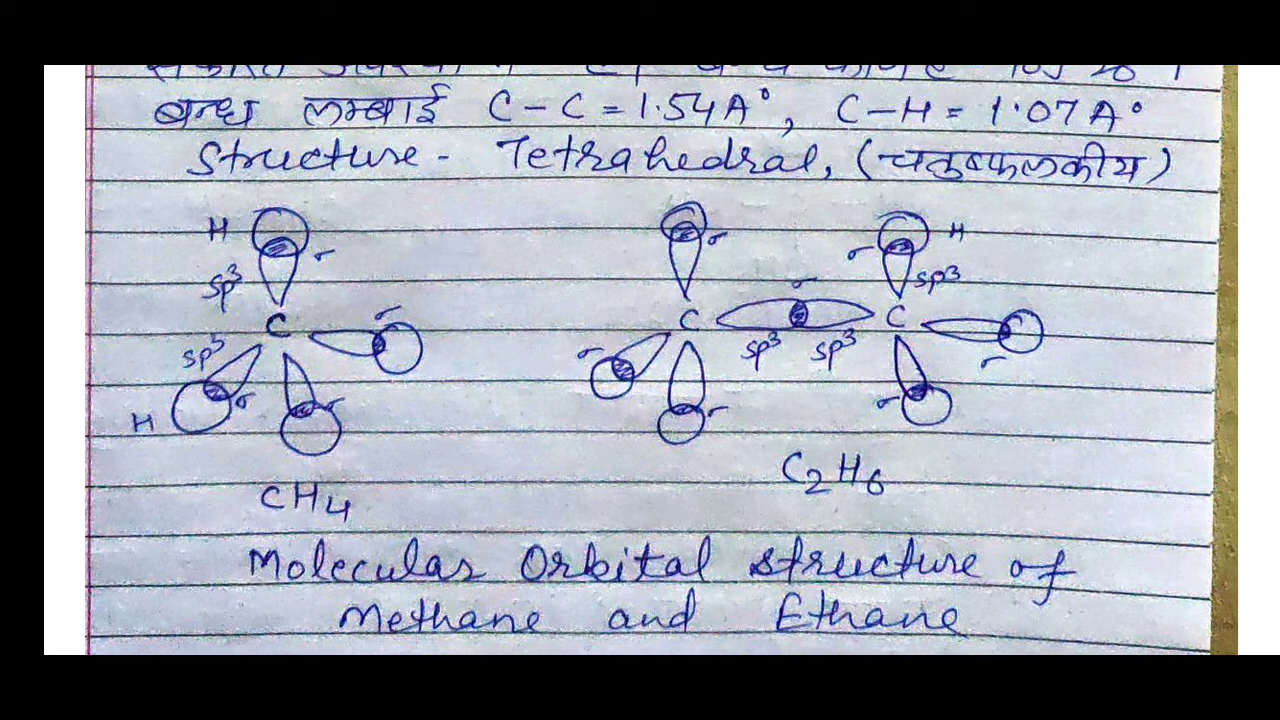 बन्ध लम्बाई C-C = 1.54A°, C-H = 1.07A°
Structure - Tetrahedral, (चतुष्फलकीय)
H σ H
σ σ
sp³ sp³
σ σ
C C C
sp³ sp³ sp³
σ σ
σ σ σ σ
H
C₂H₆
CH₄
Molecular Orbital structure of
Methane and Ethane